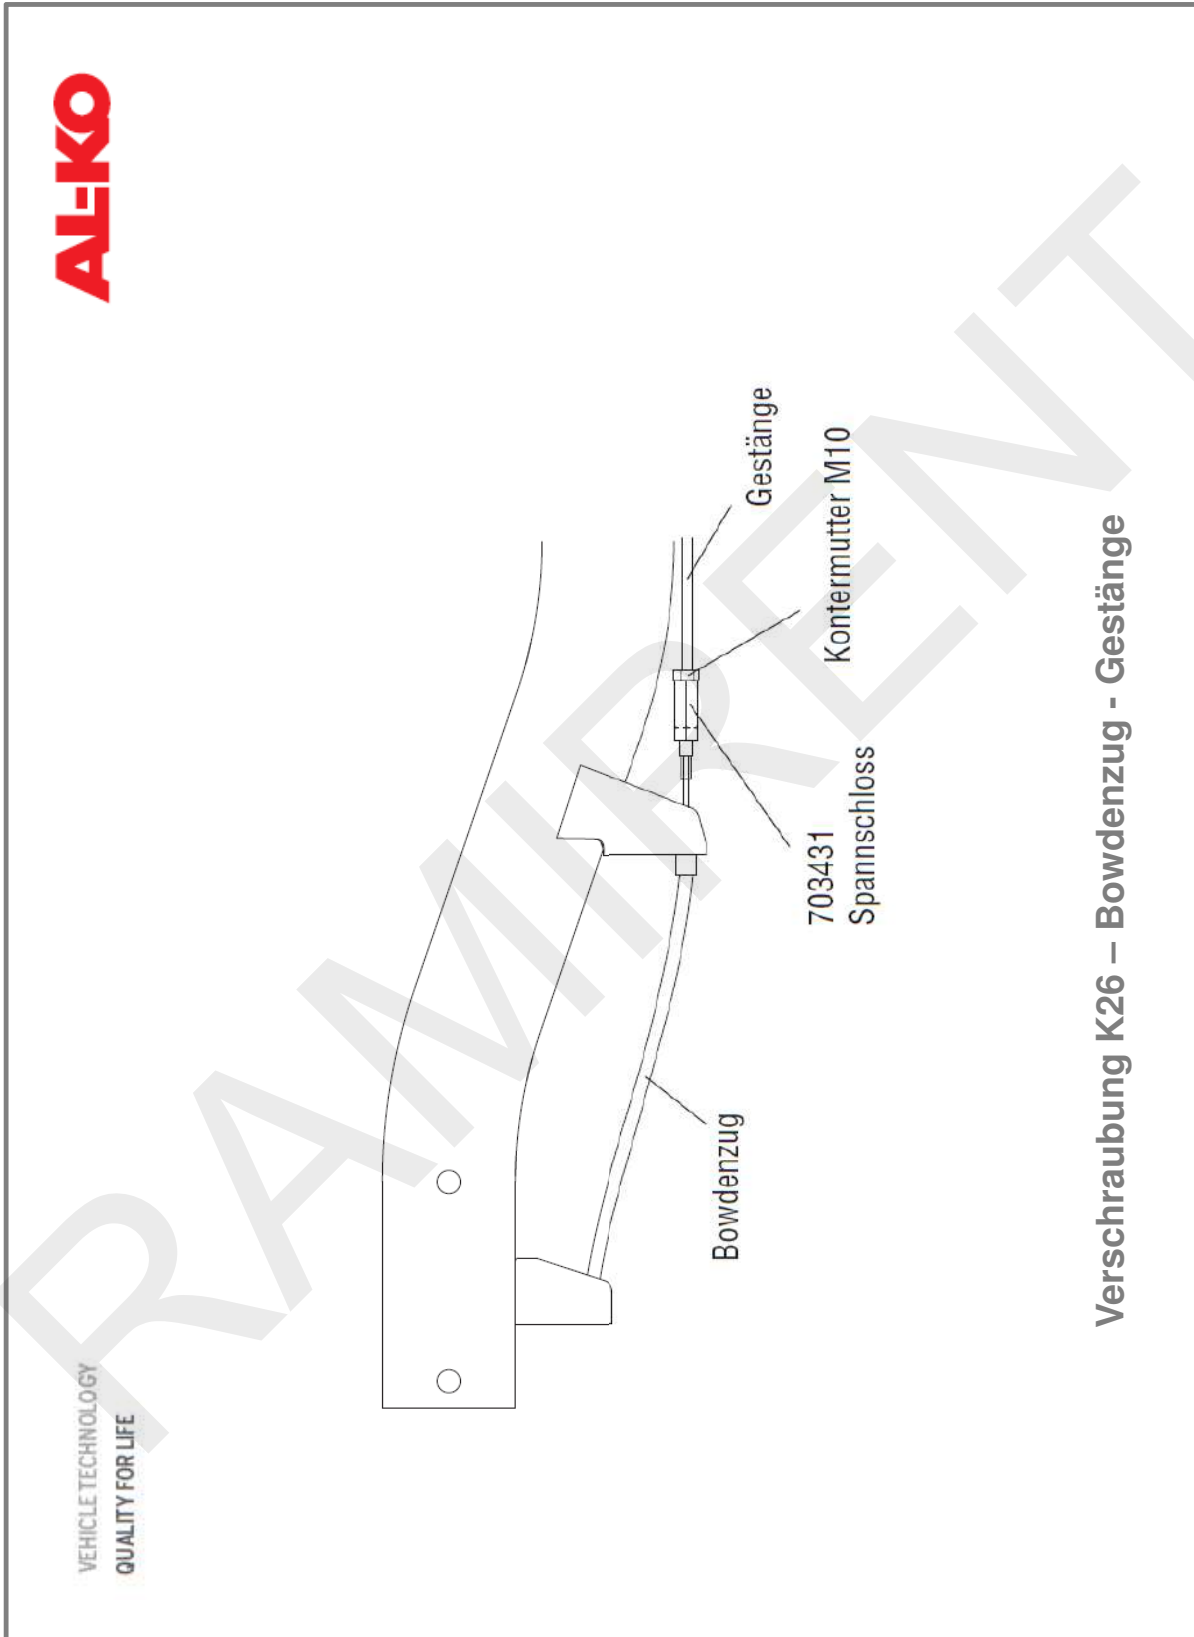 VEHICLE TECHNOLOGY
QUALITY FOR LIFE
AL-KO
Bowdenzug
703431
Spannschloss
Kontermutter M10
Gestänge
Verschraubung K26 – Bowdenzug - Gestänge
RAMIRENT